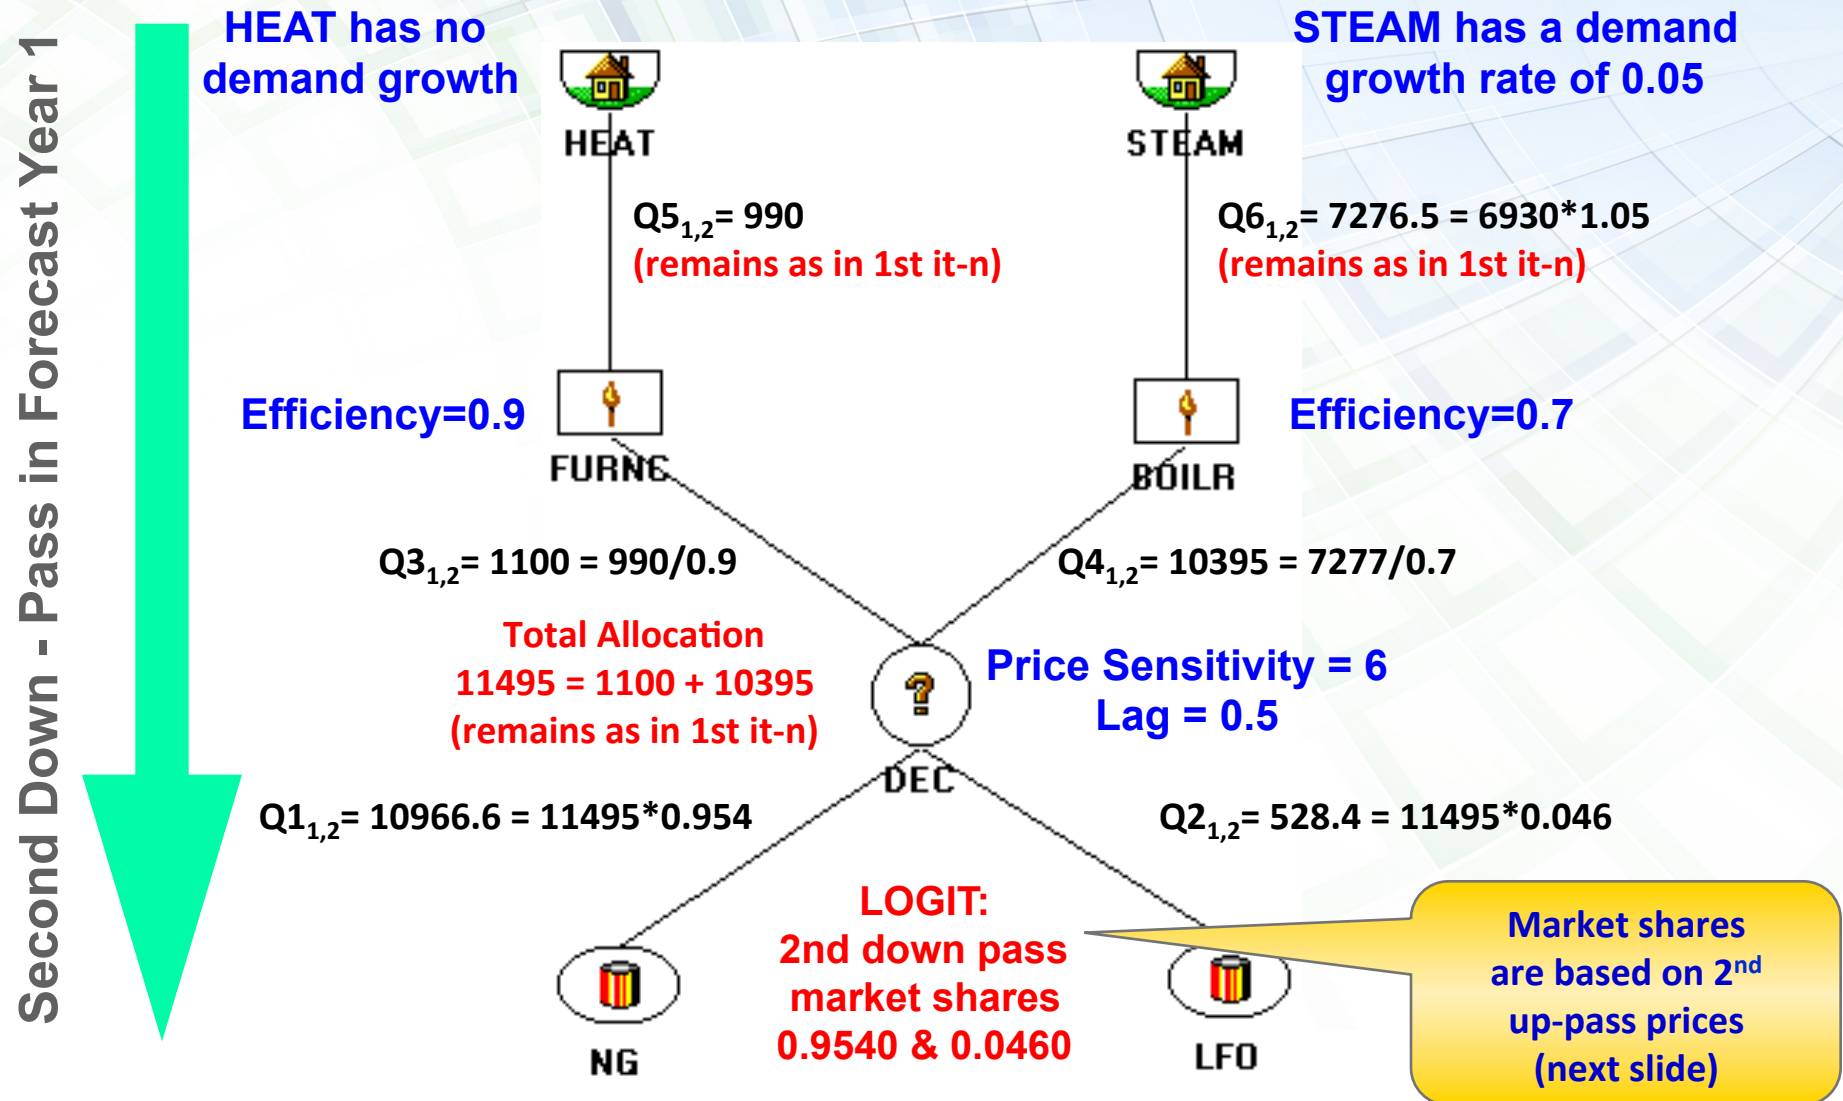 Second Down - Pass in Forecast Year 1
HEAT has no
demand growth
STEAM has a demand
growth rate of 0.05
HEAT
STEAM
Q5₁,₂= 990
(remains as in 1st it-n)
Q6₁,₂= 7276.5 = 6930*1.05
(remains as in 1st it-n)
Efficiency=0.9
Efficiency=0.7
FURNC
BOILR
Q3₁,₂= 1100 = 990/0.9
Q4₁,₂= 10395 = 7277/0.7
Total Allocation
11495 = 1100 + 10395
(remains as in 1st it-n)
?
Price Sensitivity = 6
Lag = 0.5
DEC
Q1₁,₂= 10966.6 = 11495*0.954
Q2₁,₂= 528.4 = 11495*0.046
LOGIT:
2nd down pass
market shares
0.9540 & 0.0460
NG
LFO
Market shares
are based on 2ⁿᵈ
up-pass prices
(next slide)